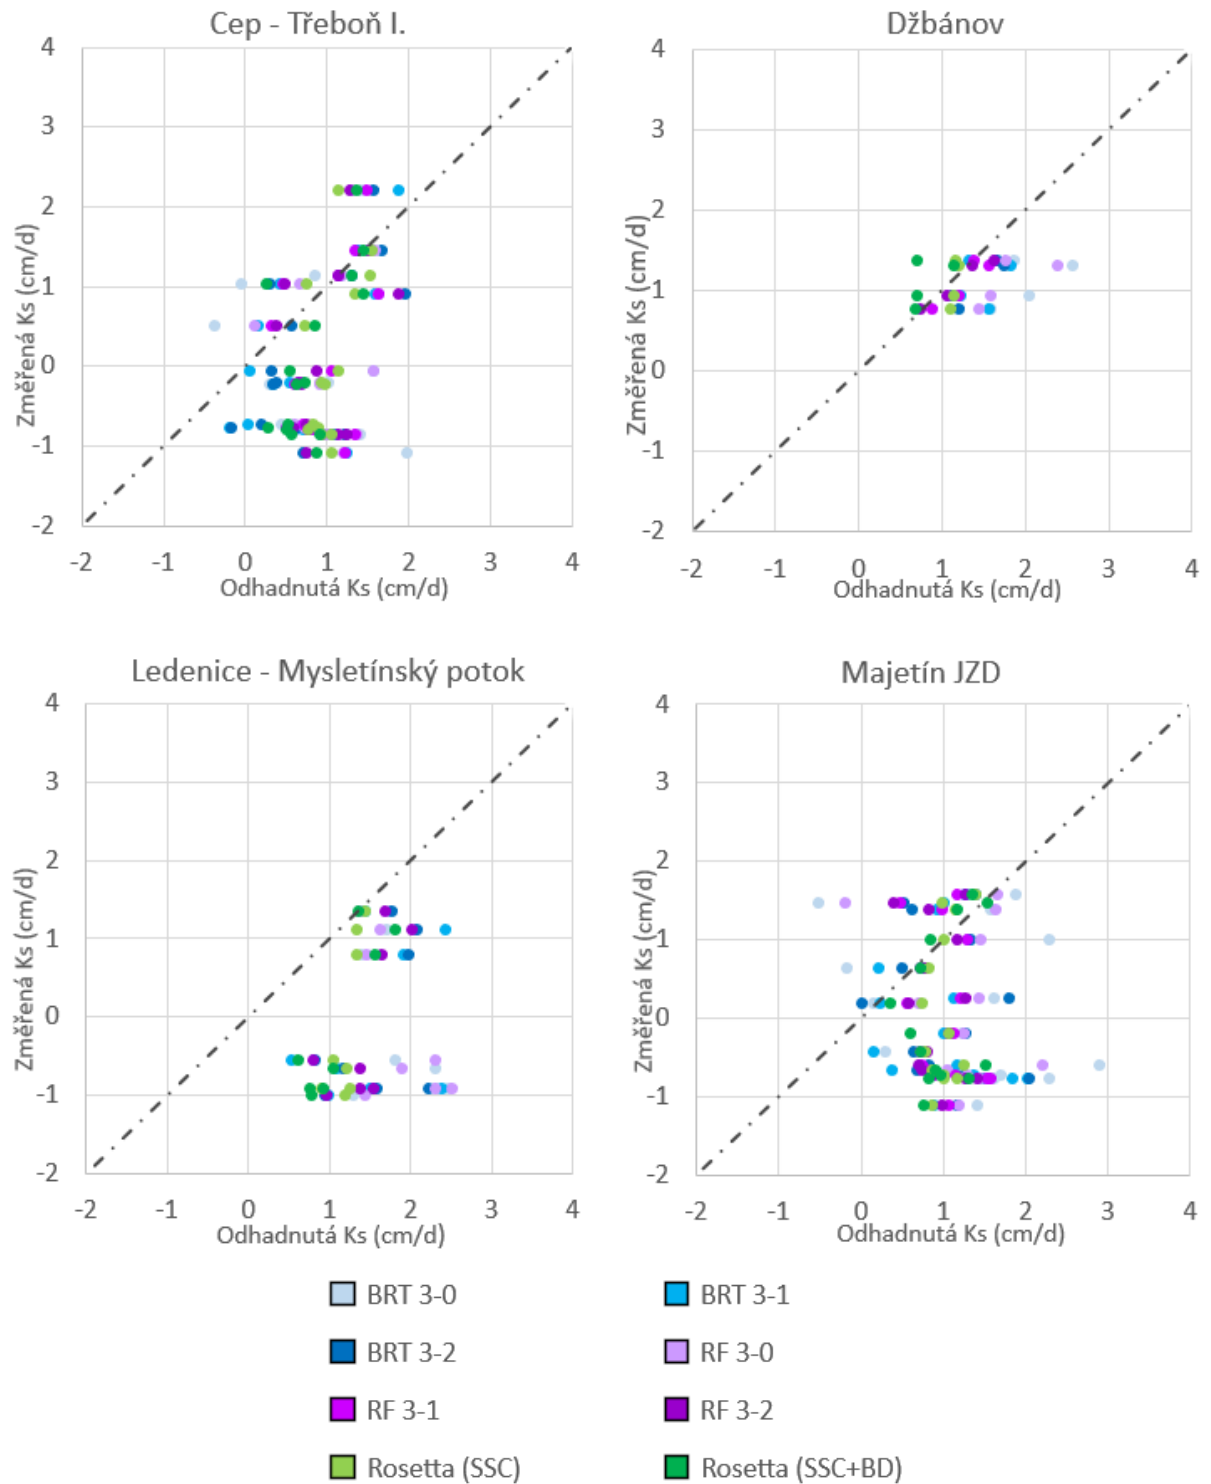 Cep - Třeboň I.
4
3
2
1
0
-1
-2
-2 -1 0 1 2 3 4
Změřená Ks (cm/d)
Odhadnutá Ks (cm/d)
Džbánov
4
3
2
1
0
-1
-2
-2 -1 0 1 2 3 4
Změřená Ks (cm/d)
Odhadnutá Ks (cm/d)
Ledenice - Mysletínský potok
4
3
2
1
0
-1
-2
-2 -1 0 1 2 3 4
Změřená Ks (cm/d)
Odhadnutá Ks (cm/d)
Majetín JZD
4
3
2
1
0
-1
-2
-2 -1 0 1 2 3 4
Změřená Ks (cm/d)
Odhadnutá Ks (cm/d)
BRT 3-0
BRT 3-1
BRT 3-2
RF 3-0
RF 3-1
RF 3-2
Rosetta (SSC)
Rosetta (SSC+BD)